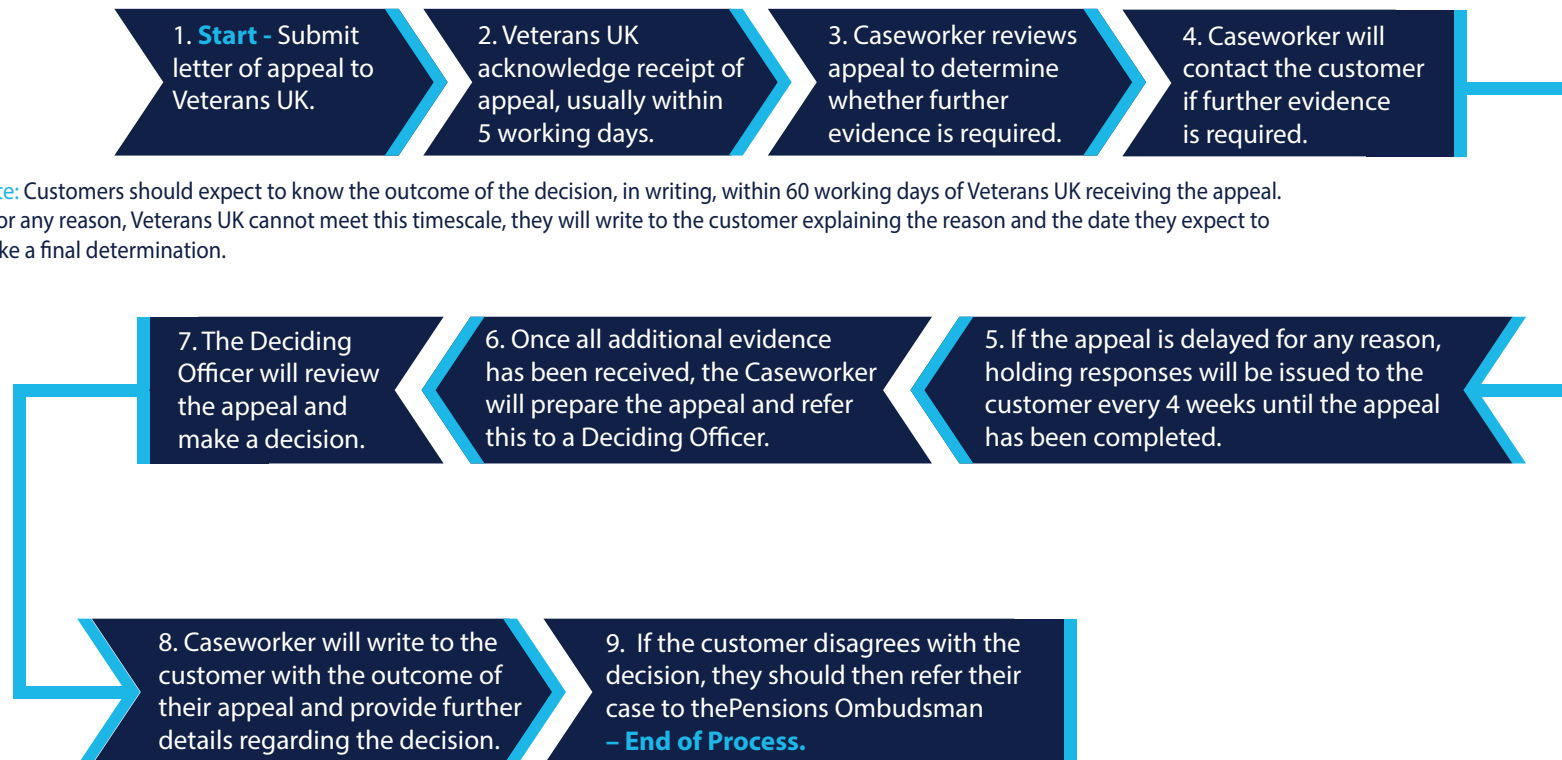 1. Start - Submit
letter of appeal to
Veterans UK.
2. Veterans UK
acknowledge receipt of
appeal, usually within
5 working days.
3. Caseworker reviews
appeal to determine
whether further
evidence is required.
4. Caseworker will
contact the customer
if further evidence
is required.
te: Customers should expect to know the outcome of the decision, in writing, within 60 working days of Veterans UK receiving the appeal.
or any reason, Veterans UK cannot meet this timescale, they will write to the customer explaining the reason and the date they expect to
ke a final determination.
5. If the appeal is delayed for any reason,
holding responses will be issued to the
customer every 4 weeks until the appeal
has been completed.
6. Once all additional evidence
has been received, the Caseworker
will prepare the appeal and refer
this to a Deciding Officer.
7. The Deciding
Officer will review
the appeal and
make a decision.
8. Caseworker will write to the
customer with the outcome of
their appeal and provide further
details regarding the decision.
9. If the customer disagrees with the
decision, they should then refer their
case to thePensions Ombudsman
– End of Process.